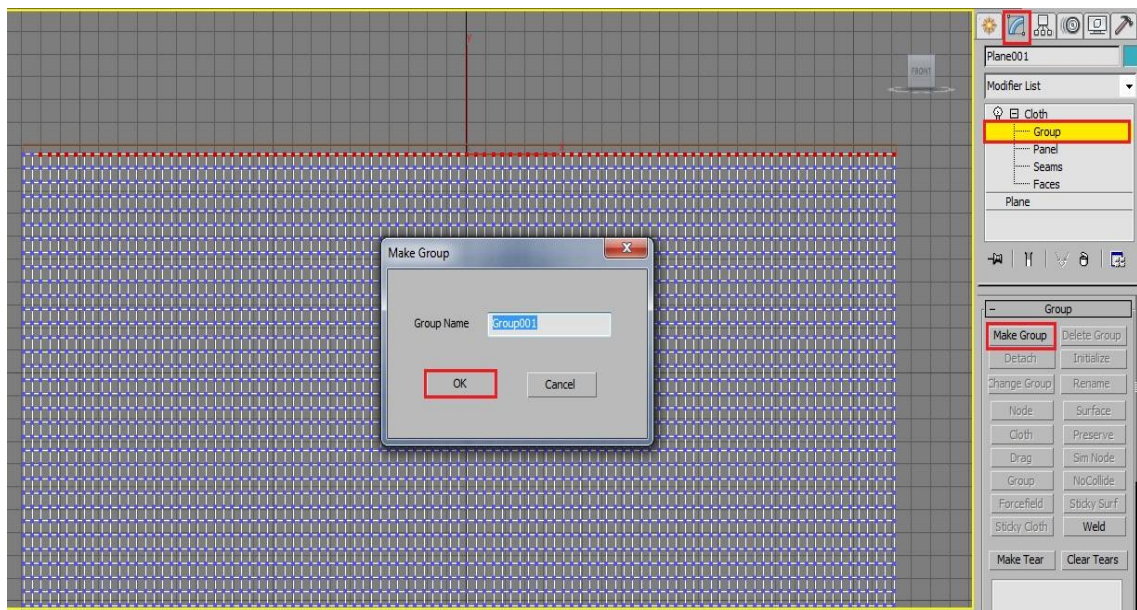 y
x
FRONT
Make Group
X
Group Name
Group001
OK
Cancel
Plane001
Modifier List
Cloth
Group
Panel
Seams
Faces
Plane
- Group
Make Group Delete Group
Detach Initialize
Change Group Rename
Node Surface
Cloth Preserve
Drag Sim Node
Group NoCollide
Forcefield Sticky Surf
Sticky Cloth Weld
Make Tear Clear Tears